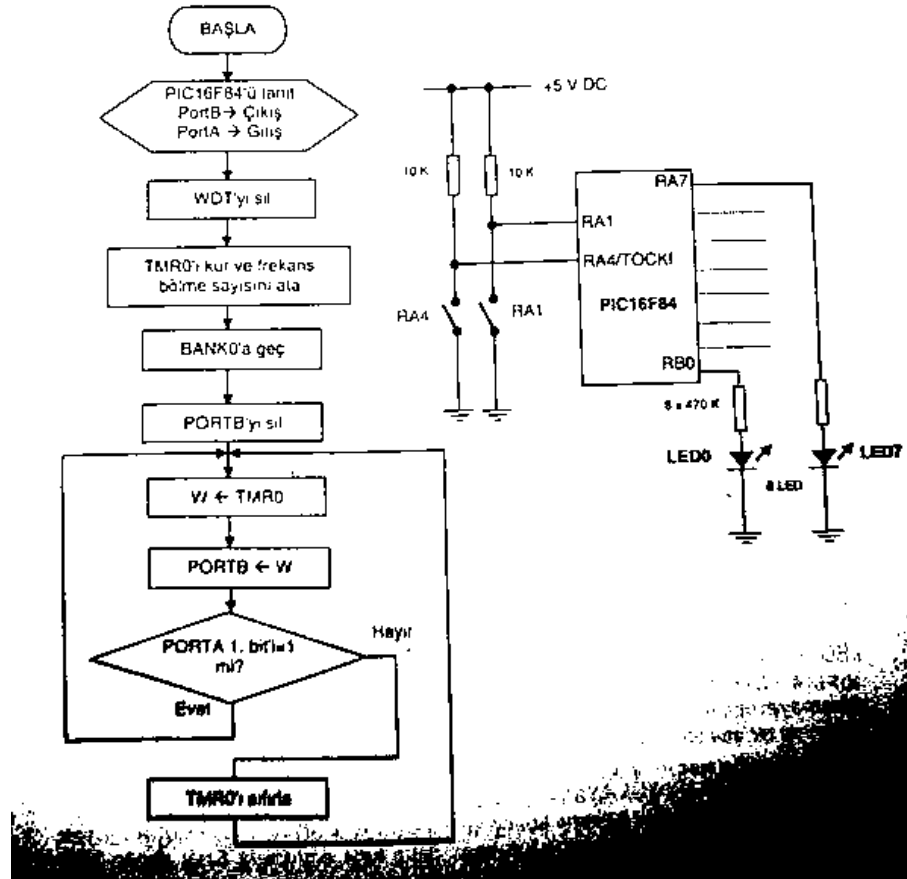 BAŞLA
PIC16F84'ü tanıt
PortB→ Çıkış
PortA → Giriş
WDT'yi sil
TMR0'ı kur ve frekans
bölme sayısını ata
BANK0'a geç
PORTB'yi sil
W ← TMR0
PORTB ← W
PORTA 1. bit'i=1
mi?
Hayır
Evet
TMR0'ı sıfırla
+5 V DC
10 K
10 K
RA7
RA1
RA4/TOCKI
PIC16F84
RA4
RA1
RB0
8 x 470 K
LED0
LED7
8 LED